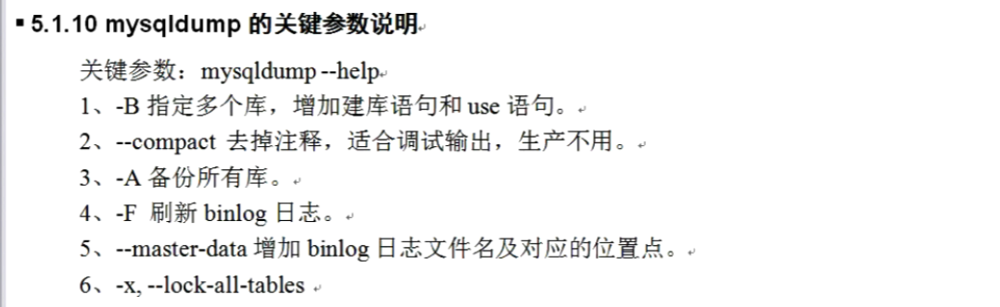 5.1.10 mysqldump 的关键参数说明
关键参数：mysqldump --help
1、-B 指定多个库，增加建库语句和 use 语句。
2、--compact 去掉注释，适合调试输出，生产不用。
3、-A 备份所有库。
4、-F 刷新 binlog 日志。
5、--master-data 增加 binlog 日志文件名及对应的位置点。
6、-x, --lock-all-tables